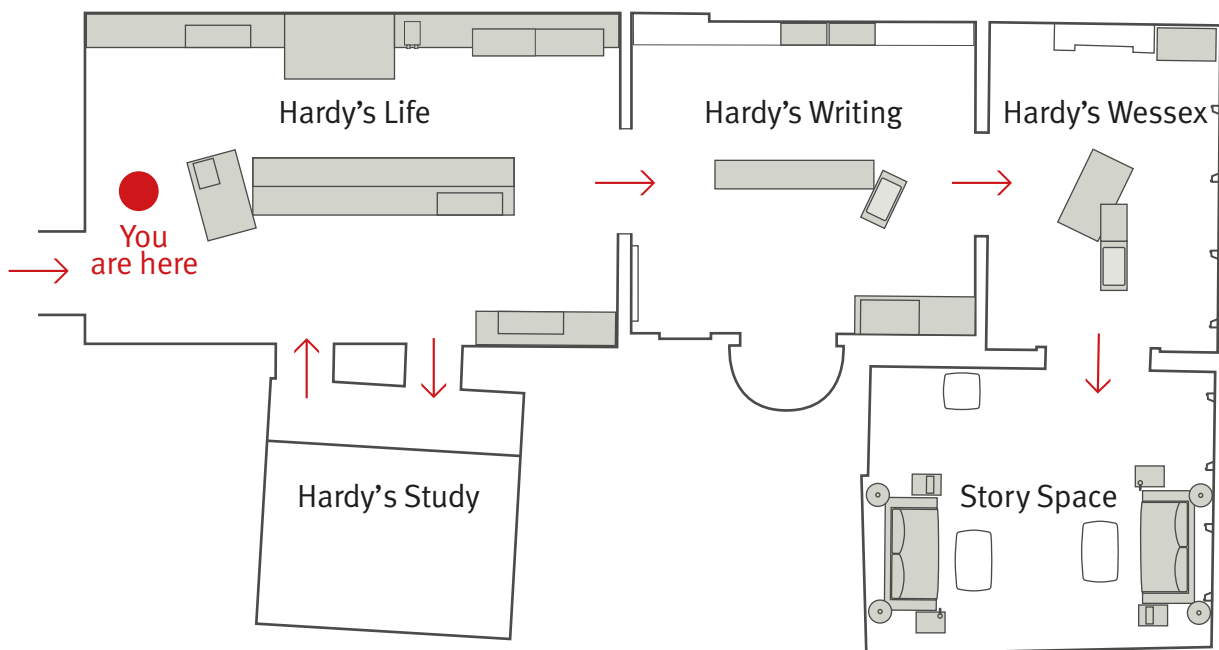 Hardy’s Life
Hardy’s Writing
Hardy’s Wessex
You
are here
Hardy’s Study
Story Space